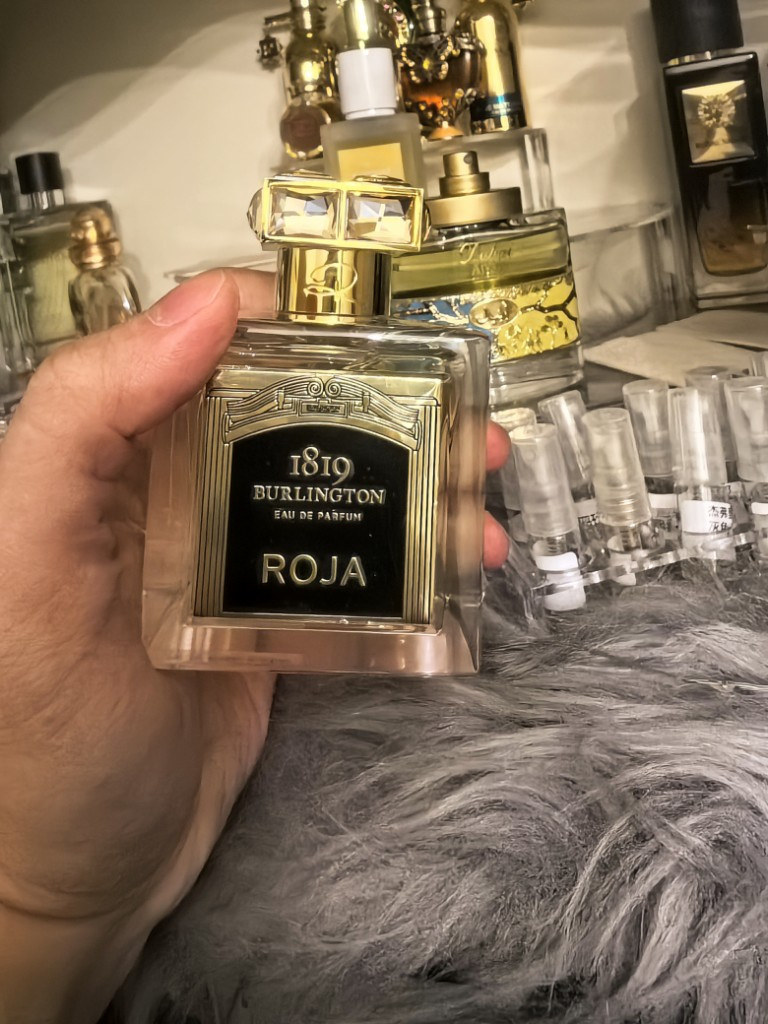 1819
BURLINGTON
EAU DE PARFUM
ROJA